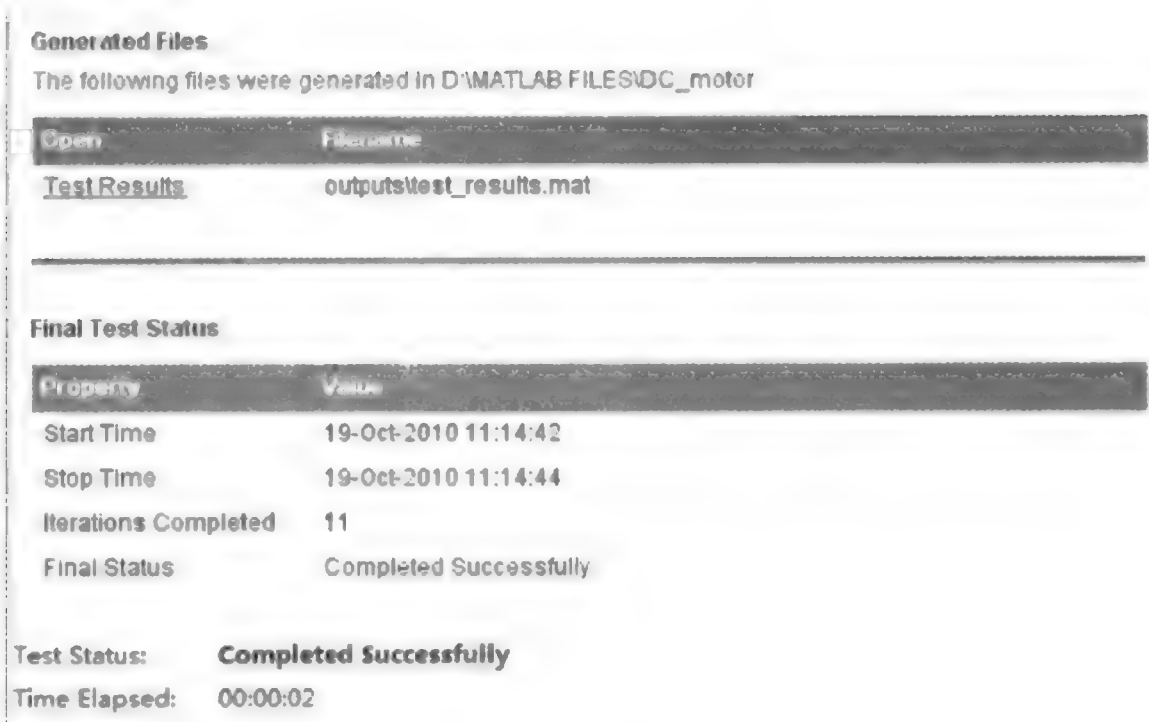 Generated Files
The following files were generated in D:\MATLAB FILES\DC_motor
Open Filename
Test Results outputs\test_results.mat
Final Test Status
Property Value
Start Time 19-Oct-2010 11:14:42
Stop Time 19-Oct-2010 11:14:44
Iterations Completed 11
Final Status Completed Successfully
Test Status: Completed Successfully
Time Elapsed: 00:00:02